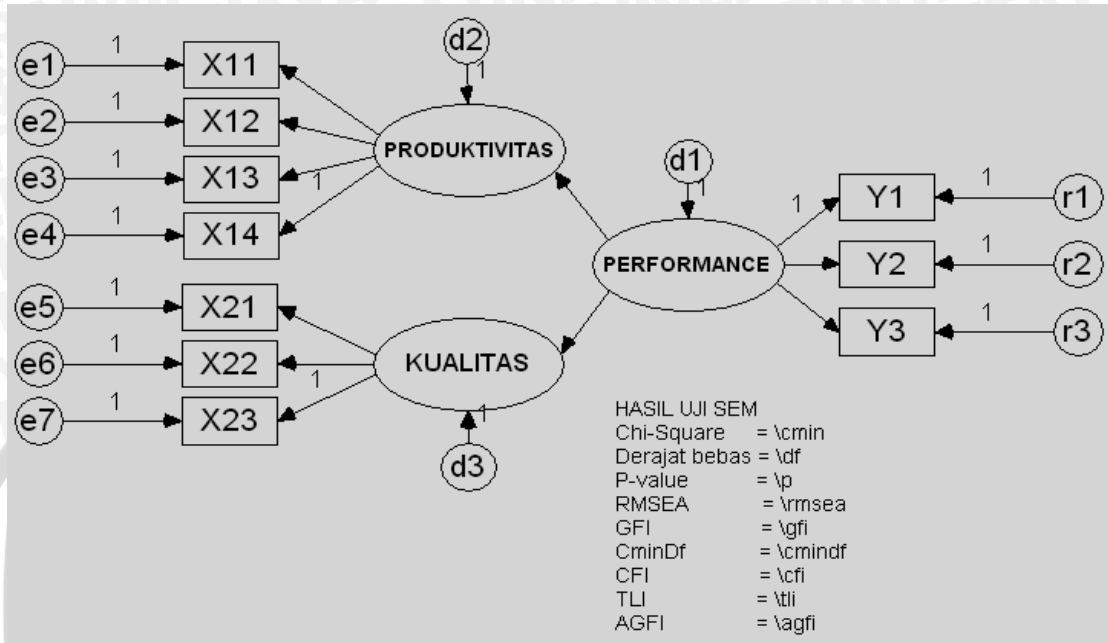 e1 1 X11
e2 1 X12
e3 1 X13 1
e4 1 X14
d2
1
PRODUKTIVITAS
e5 1 X21
e6 1 X22 1
e7 1 X23
KUALITAS
1
d3
d1
1
PERFORMANCE
1 Y1 1 r1
Y2 1 r2
Y3 1 r3
HASIL UJI SEM
Chi-Square = \cmin
Derajat bebas = \df
P-value = \p
RMSEA = \rmsea
GFI = \gfi
CminDf = \cmindf
CFI = \cfi
TLI = \tli
AGFI = \agfi